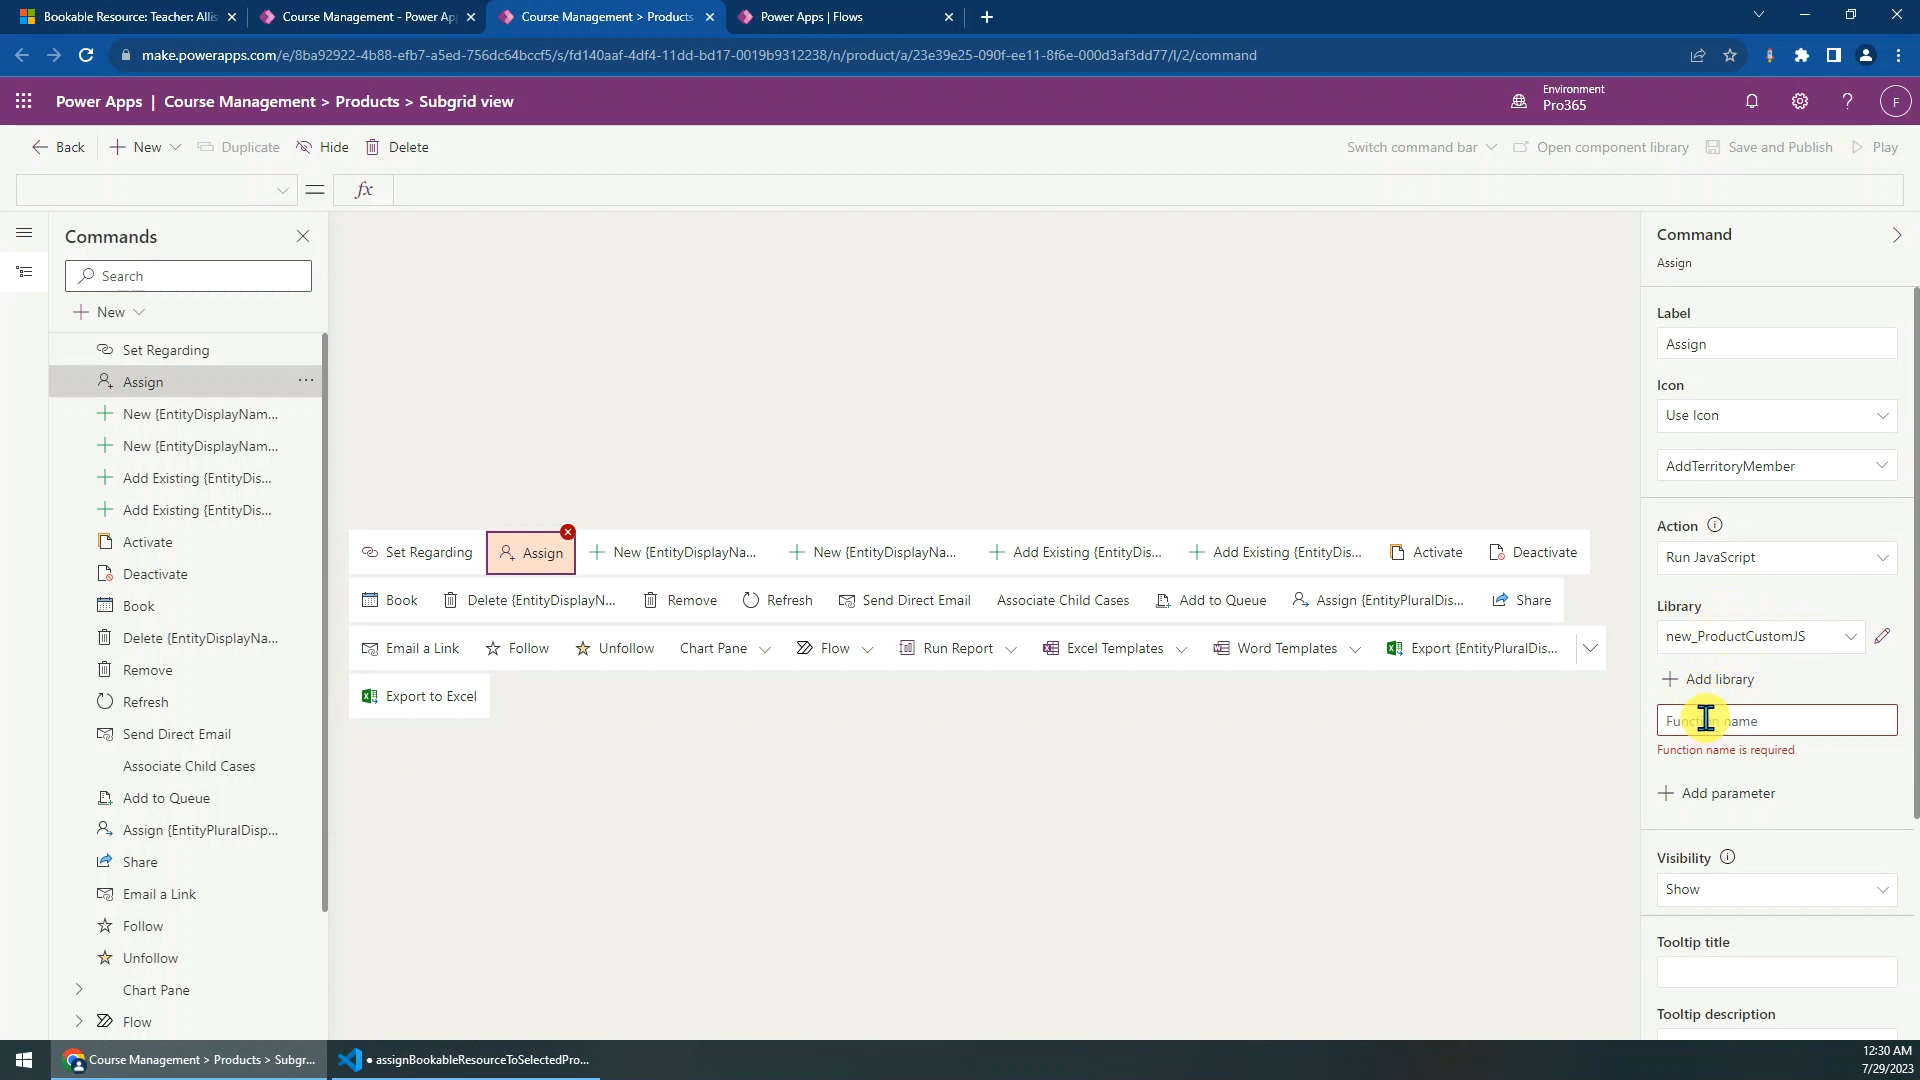 Bookable Resource: Teacher: Allis
Course Management - Power Ap
Course Management > Products
Power Apps | Flows
make.powerapps.com/e/8ba92922-4b88-efb7-a5ed-756dc64bccf5/s/fd140aaf-4df4-11dd-bd17-0019b9312238/n/product/a/23e39e25-090f-ee11-8f6e-000d3af3dd77/l/2/command
Power Apps | Course Management > Products > Subgrid view
Environment
Pro365
F
Back
New
Duplicate
Hide
Delete
Switch command bar
Open component library
Save and Publish
Play
= fx
Commands
Search
New
Set Regarding
Assign
New {EntityDisplayNam...
New {EntityDisplayNam...
Add Existing {EntityDis...
Add Existing {EntityDis...
Activate
Deactivate
Book
Delete {EntityDisplayNa...
Remove
Refresh
Send Direct Email
Associate Child Cases
Add to Queue
Assign {EntityPluralDisp...
Share
Email a Link
Follow
Unfollow
Chart Pane
Flow
Set Regarding Assign New {EntityDisplayNa... New {EntityDisplayNa... Add Existing {EntityDis... Add Existing {EntityDis... Activate Deactivate
Book Delete {EntityDisplayN... Remove Refresh Send Direct Email Associate Child Cases Add to Queue Assign {EntityPluralDis... Share
Email a Link Follow Unfollow Chart Pane Flow Run Report Excel Templates Word Templates Export {EntityPluralDis...
Export to Excel
Command
Assign
Label
Assign
Icon
Use Icon
AddTerritoryMember
Action
Run JavaScript
Library
new_ProductCustomJS
Add library
Function name
Function name is required
Add parameter
Visibility
Show
Tooltip title
Tooltip description
Course Management > Products > Subgr...
● assignBookableResourceToSelectedPro...
12:30 AM
7/29/2023